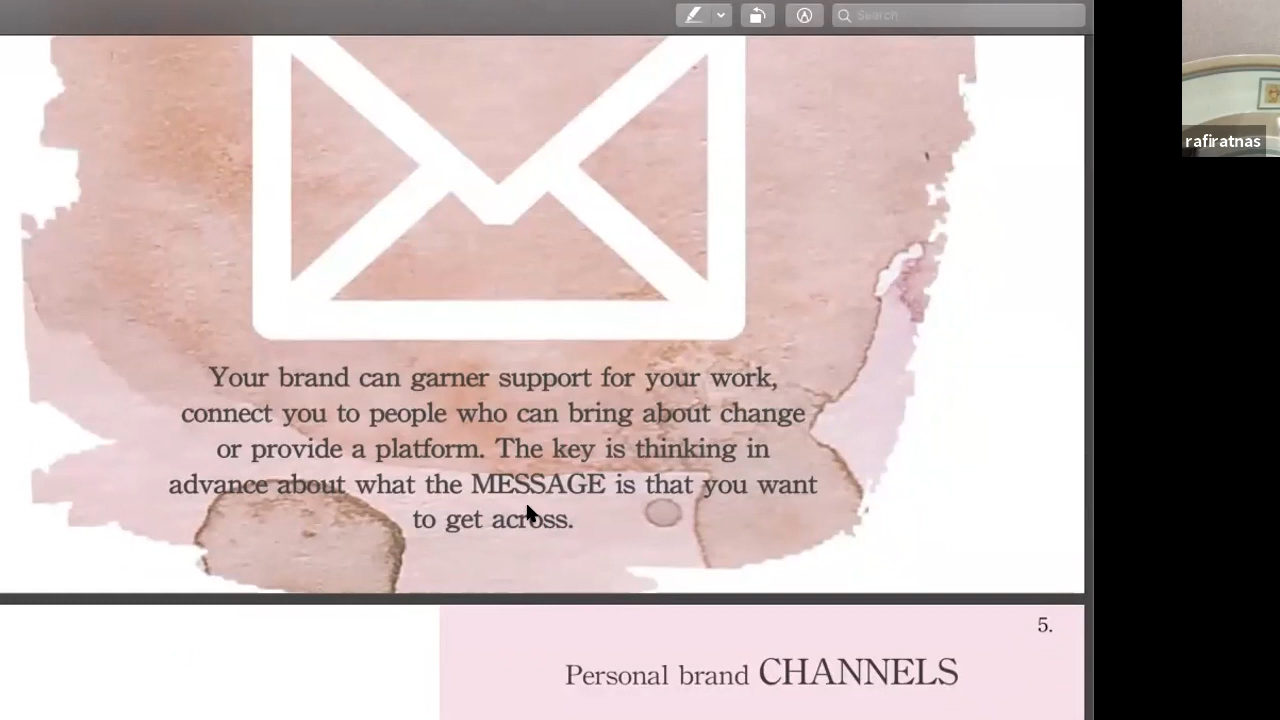 Search
rafiratnas
Your brand can garner support for your work,
connect you to people who can bring about change
or provide a platform. The key is thinking in
advance about what the MESSAGE is that you want
to get across.
5.
Personal brand CHANNELS